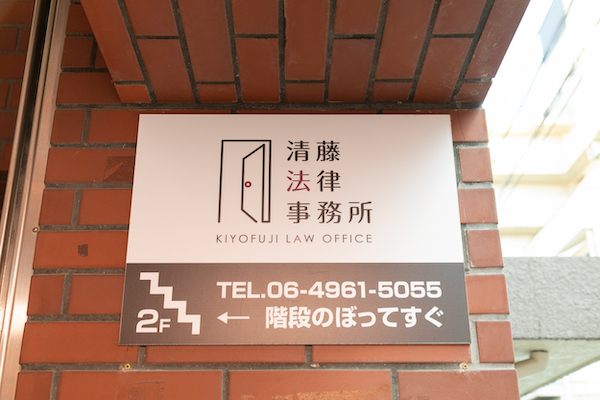 清藤
法律
事務所
KIYOFUJI LAW OFFICE
TEL.06-4961-5055
2F ← 階段のぼってすぐ